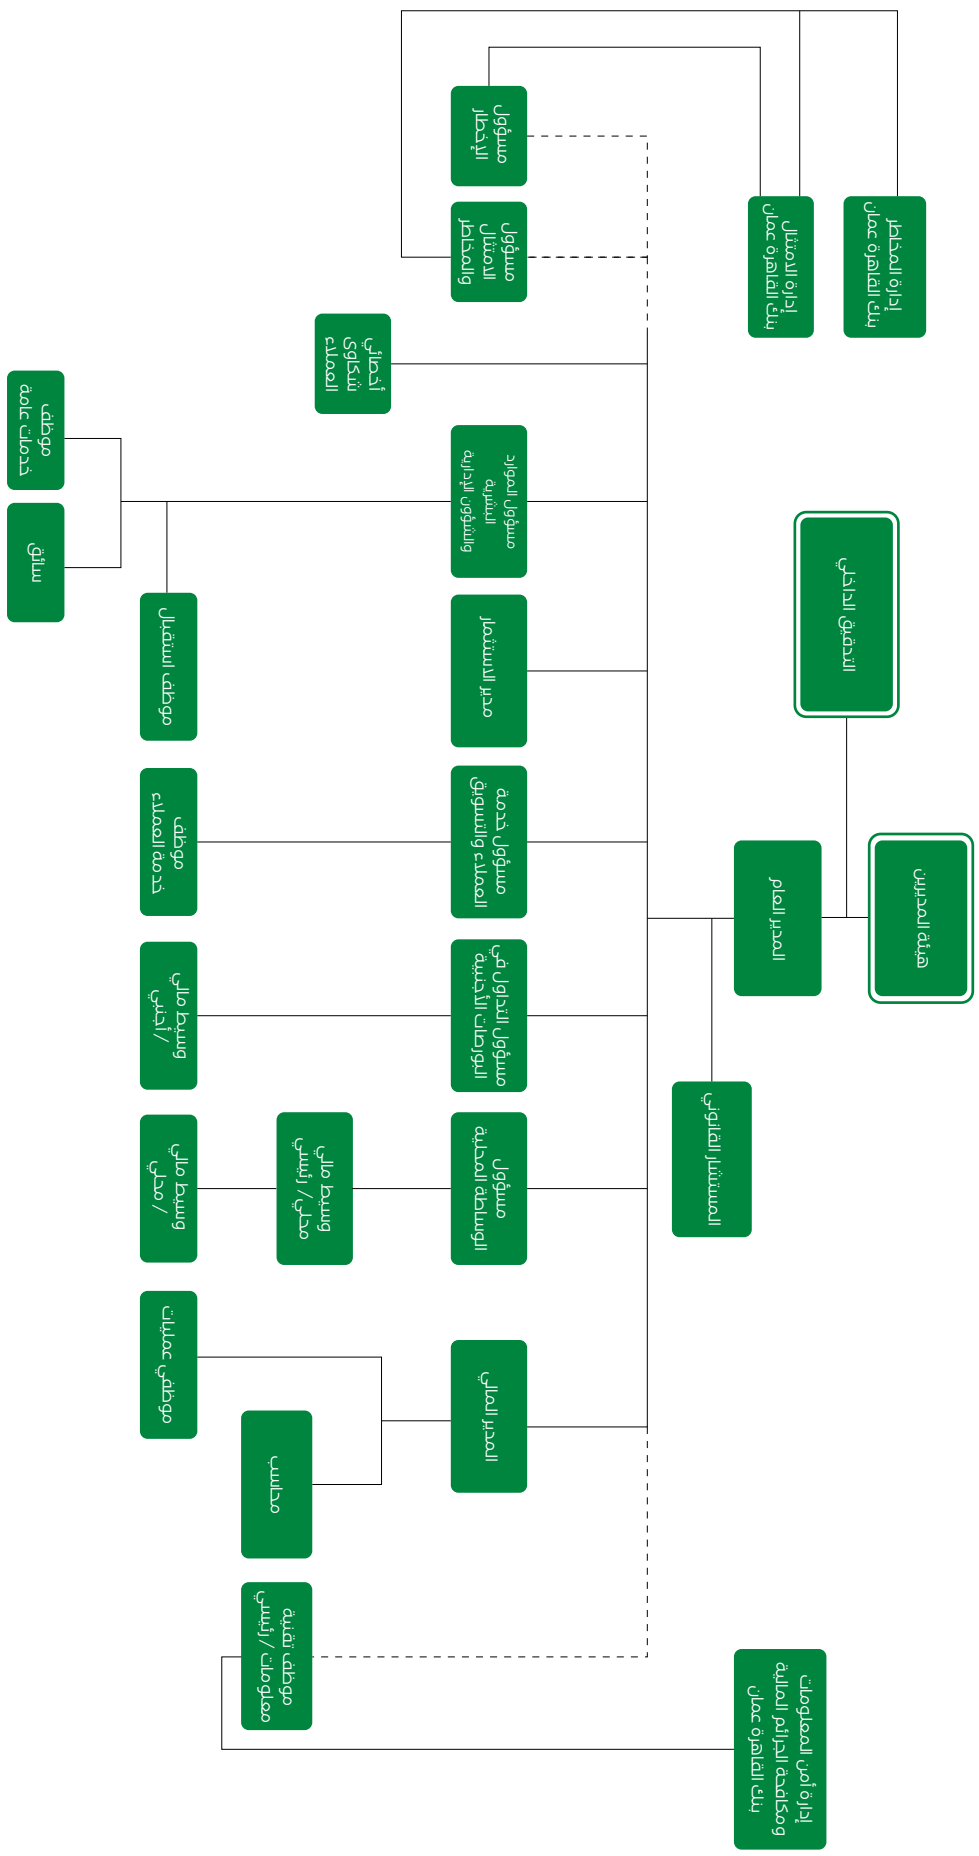 هيئة المديرين
التدقيق الداخلي
المدير العام
المستشار القانوني
إدارة المخاطر
بنك القاهرة عمان
إدارة الامتثال
بنك القاهرة عمان
إدارة أمن المعلومات
ومكافحة الجرائم المالية
بنك القاهرة عمان
مسؤول
الإخطار
مسؤول
الامتثال
والمخاطر
أخصائي
شكاوى
العملاء
مسؤول الموارد
البشرية
والشؤون الإدارية
مدير الاستثمار
مسؤول خدمة
العملاء والتسويق
مسؤول التداول في
البورصات الأجنبية
مسؤول
الوساطة المحلية
المدير المالي
وسيط مالي
محلي / رئيسي
محاسب
موظف تقنية
معلومات / رئيسي
موظف استقبال
موظف
خدمة العملاء
وسيط مالي
/ أجنبي
وسيط مالي
/ محلي
موظفي عمليات
موظف
خدمات عامة
سائق